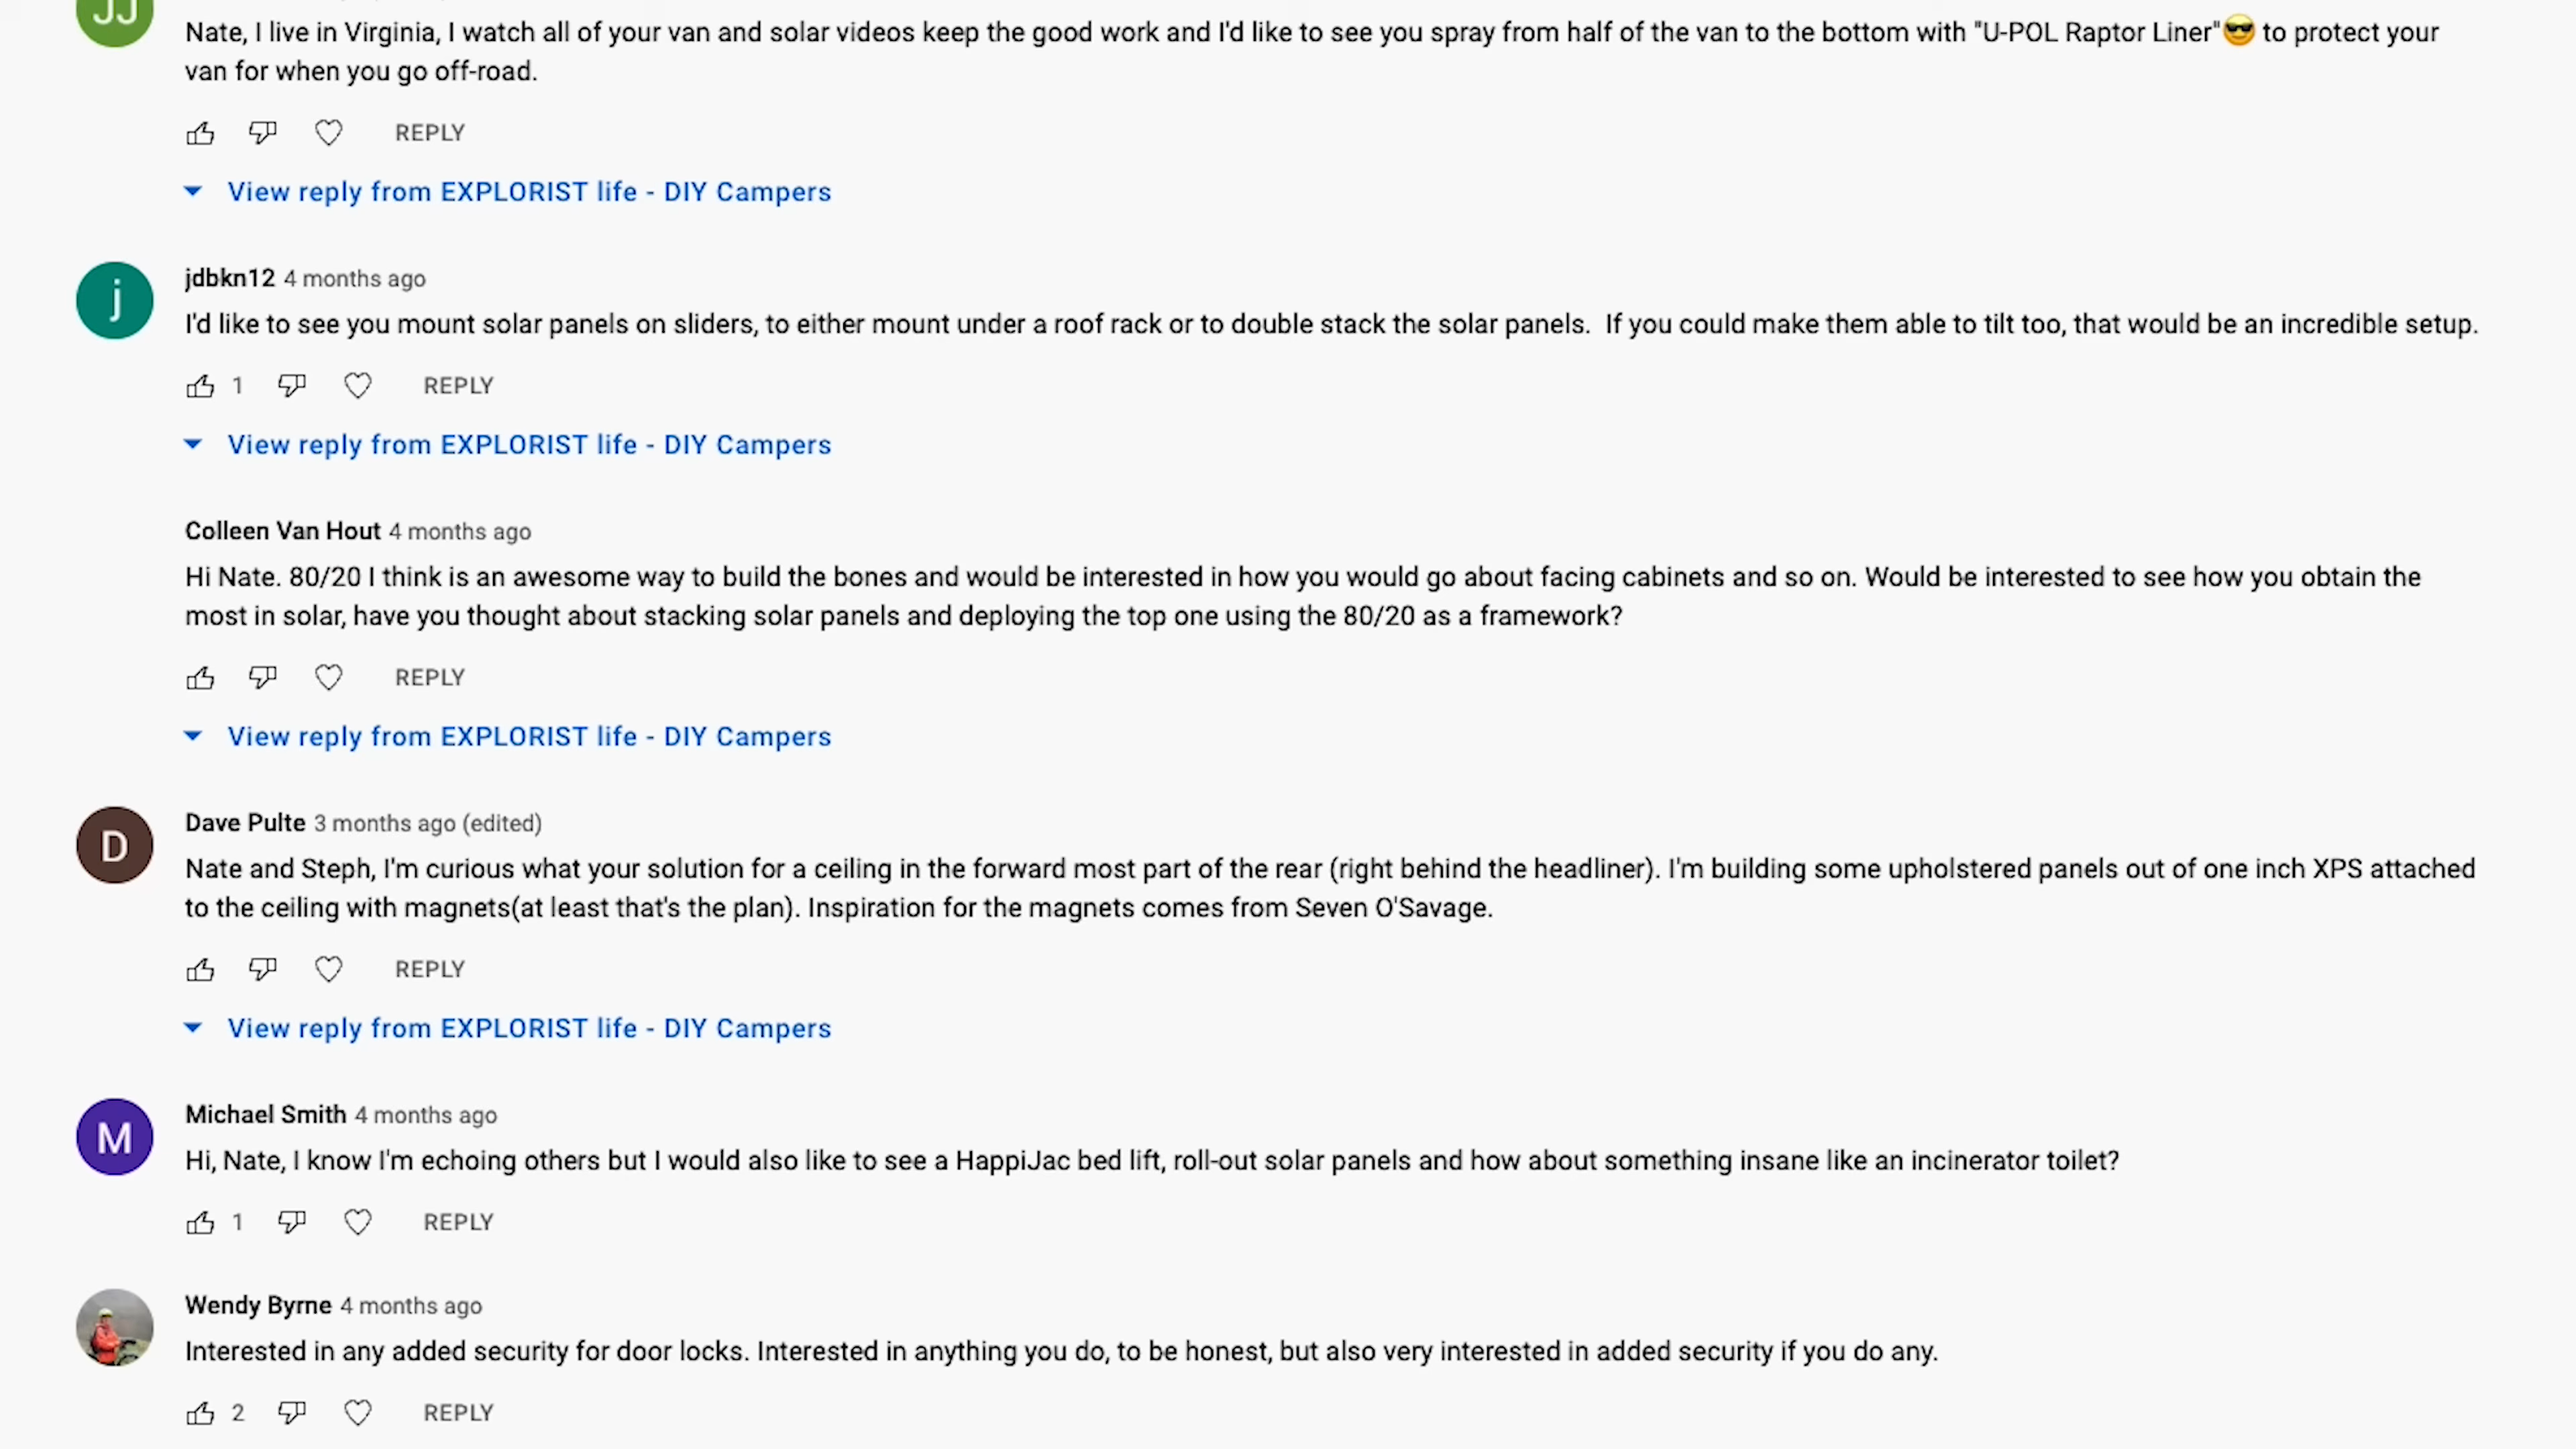 JJ
Nate, I live in Virginia, I watch all of your van and solar videos keep the good work and I'd like to see you spray from half of the van to the bottom with "U-POL Raptor Liner"😎 to protect your
van for when you go off-road.
REPLY
View reply from EXPLORIST life - DIY Campers
j
jdbkn12 4 months ago
I'd like to see you mount solar panels on sliders, to either mount under a roof rack or to double stack the solar panels.  If you could make them able to tilt too, that would be an incredible setup.
1 REPLY
View reply from EXPLORIST life - DIY Campers
Colleen Van Hout 4 months ago
Hi Nate. 80/20 I think is an awesome way to build the bones and would be interested in how you would go about facing cabinets and so on. Would be interested to see how you obtain the
most in solar, have you thought about stacking solar panels and deploying the top one using the 80/20 as a framework?
REPLY
View reply from EXPLORIST life - DIY Campers
D
Dave Pulte 3 months ago (edited)
Nate and Steph, I'm curious what your solution for a ceiling in the forward most part of the rear (right behind the headliner). I'm building some upholstered panels out of one inch XPS attached
to the ceiling with magnets(at least that's the plan). Inspiration for the magnets comes from Seven O'Savage.
REPLY
View reply from EXPLORIST life - DIY Campers
M
Michael Smith 4 months ago
Hi, Nate, I know I'm echoing others but I would also like to see a HappiJac bed lift, roll-out solar panels and how about something insane like an incinerator toilet?
1 REPLY
Wendy Byrne 4 months ago
Interested in any added security for door locks. Interested in anything you do, to be honest, but also very interested in added security if you do any.
2 REPLY